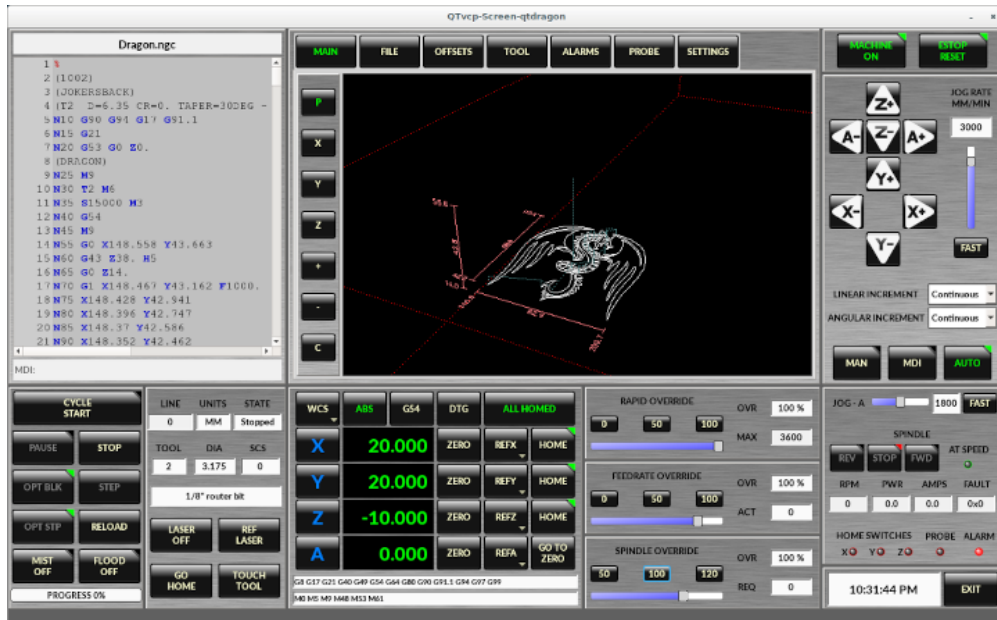 QTvcp-Screen-qtdragon
Dragon.ngc
1 %
2 (1002)
3 (JOKERSBACK)
4 (T2 D=6.35 CR=0. TAPER=30DEG -
5 N10 G90 G94 G17 G91.1
6 N15 G21
7 N20 G53 G0 Z0.
8 (DRAGON)
9 N25 M9
10 N30 T2 M6
11 N35 S15000 M3
12 N40 G54
13 N45 M9
14 N55 G0 X148.558 Y43.663
15 N60 G43 Z38. H5
16 N65 G0 Z14.
17 N70 G1 X148.467 Y43.162 F1000.
18 N75 X148.428 Y42.941
19 N80 X148.396 Y42.747
20 N85 X148.37 Y42.586
21 N90 X148.352 Y42.462
MDI:
MAIN FILE OFFSETS TOOL ALARMS PROBE SETTINGS
P
X
Y
Z
+
-
C
MACHINE ON
ESTOP RESET
Z+
A- Z- A+
Y+
X- X+
Y-
JOG RATE
MM/MIN
3000
FAST
LINEAR INCREMENT Continuous
ANGULAR INCREMENT Continuous
MAN MDI AUTO
CYCLE START
PAUSE STOP
OPT BLK STEP
OPT STP RELOAD
MIST OFF FLOOD OFF
PROGRESS 0%
LINE UNITS STATE
0 MM Stopped
TOOL DIA SCS
2 3.175 0
1/8" router bit
LASER OFF REF LASER
GO HOME TOUCH TOOL
WCS ABS G54 DTG ALL HOMED
X 20.000 ZERO REFX HOME
Y 20.000 ZERO REFY HOME
Z -10.000 ZERO REFZ HOME
A 0.000 ZERO REFA GO TO ZERO
G8 G17 G21 G40 G49 G54 G64 G80 G90 G91.1 G94 G97 G99
M0 M5 M9 M48 M53 M61
RAPID OVERRIDE OVR 100 %
0 50 100
MAX 3600
FEEDRATE OVERRIDE OVR 100 %
0 50 100
ACT 0
SPINDLE OVERRIDE OVR 100 %
50 100 120
REQ 0
JOG - A 1800 FAST
SPINDLE
REV STOP FWD AT SPEED
RPM PWR AMPS FAULT
0 0.0 0.0 0x0
HOME SWITCHES PROBE ALARM
X Y Z
10:31:44 PM EXIT